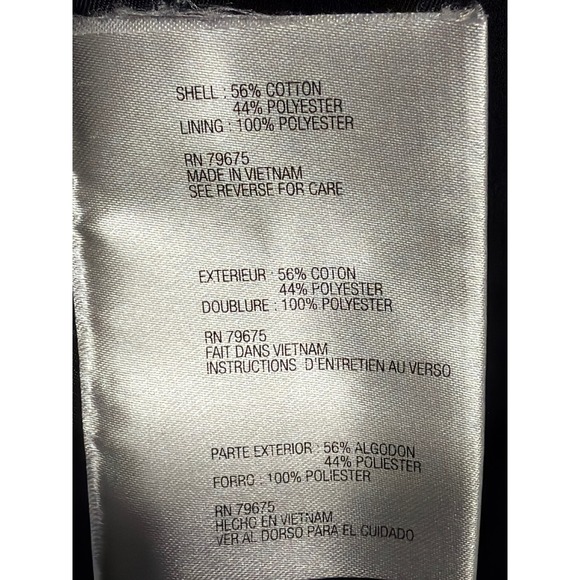 SHELL : 56% COTTON
44% POLYESTER
LINING : 100% POLYESTER
RN 79675
MADE IN VIETNAM
SEE REVERSE FOR CARE
EXTERIEUR : 56% COTON
44% POLYESTER
DOUBLURE : 100% POLYESTER
RN 79675
FAIT DANS VIETNAM
INSTRUCTIONS D'ENTRETIEN AU VERSO
PARTE EXTERIOR : 56% ALGODON
44% POLIESTER
FORRO : 100% POLIESTER
RN 79675
HECHO EN VIETNAM
VER AL DORSO PARA EL CUIDADO